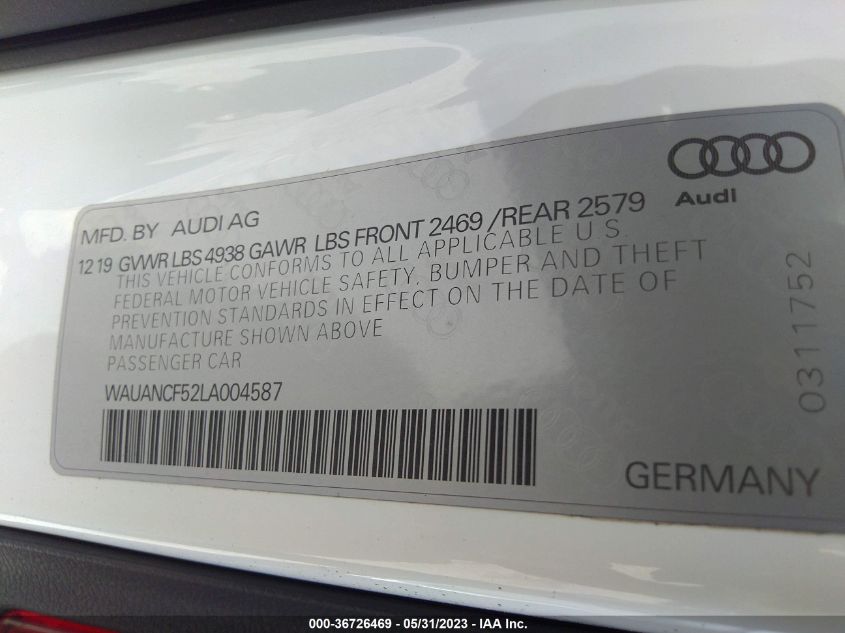 Audi
MFD. BY AUDI AG
12 19 GVWR LBS 4938 GAWR LBS FRONT 2469 /REAR 2579
THIS VEHICLE CONFORMS TO ALL APPLICABLE U.S.
FEDERAL MOTOR VEHICLE SAFETY, BUMPER AND THEFT
PREVENTION STANDARDS IN EFFECT ON THE DATE OF
MANUFACTURE SHOWN ABOVE
PASSENGER CAR
WAUANCF52LA004587
0311752
GERMANY
000-36726469 - 05/31/2023 - IAA Inc.